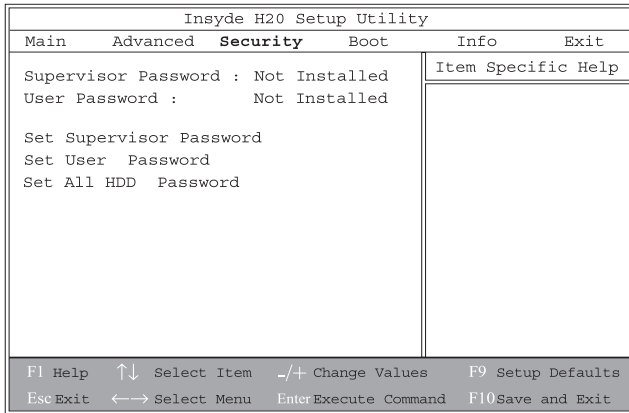 Insyde H20 Setup Utility
Main Advanced Security Boot Info Exit
Supervisor Password : Not Installed
User Password : Not Installed
Item Specific Help
Set Supervisor Password
Set User Password
Set All HDD Password
F1 Help ↑↓ Select Item -/+ Change Values F9 Setup Defaults
Esc Exit ←→ Select Menu Enter Execute Command F10 Save and Exit